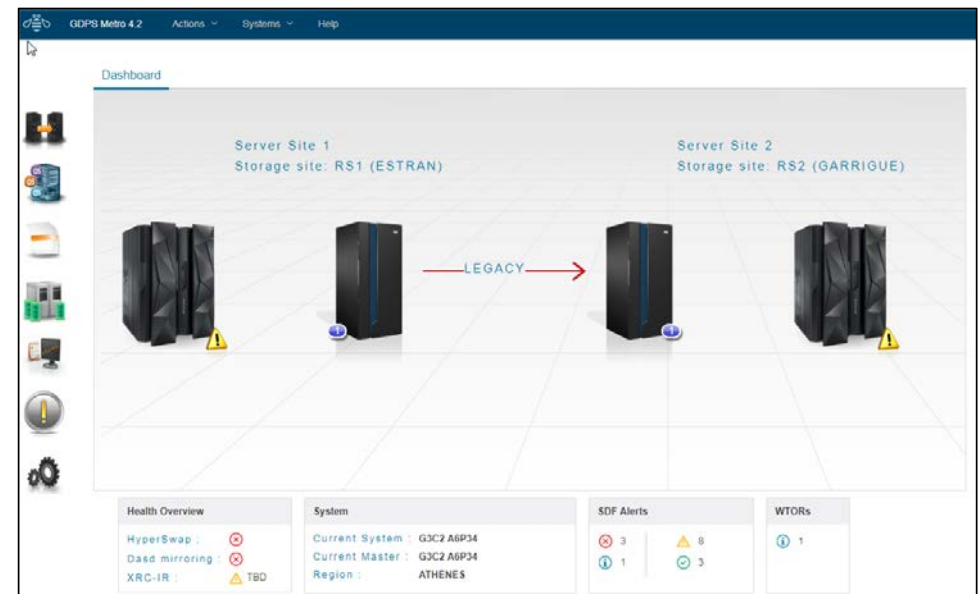 GDPS Metro 4.2 Actions Systems Help
Dashboard
Server Site 1
Storage site: RS1 (ESTRAN)
Server Site 2
Storage site: RS2 (GARRIGUE)
LEGACY
Health Overview
HyperSwap :
Dasd mirroring :
XRC-IR : TBD
System
Current System : G3C2 A6P34
Current Master : G3C2 A6P34
Region : ATHENES
SDF Alerts
3 8
1 3
WTORs
1